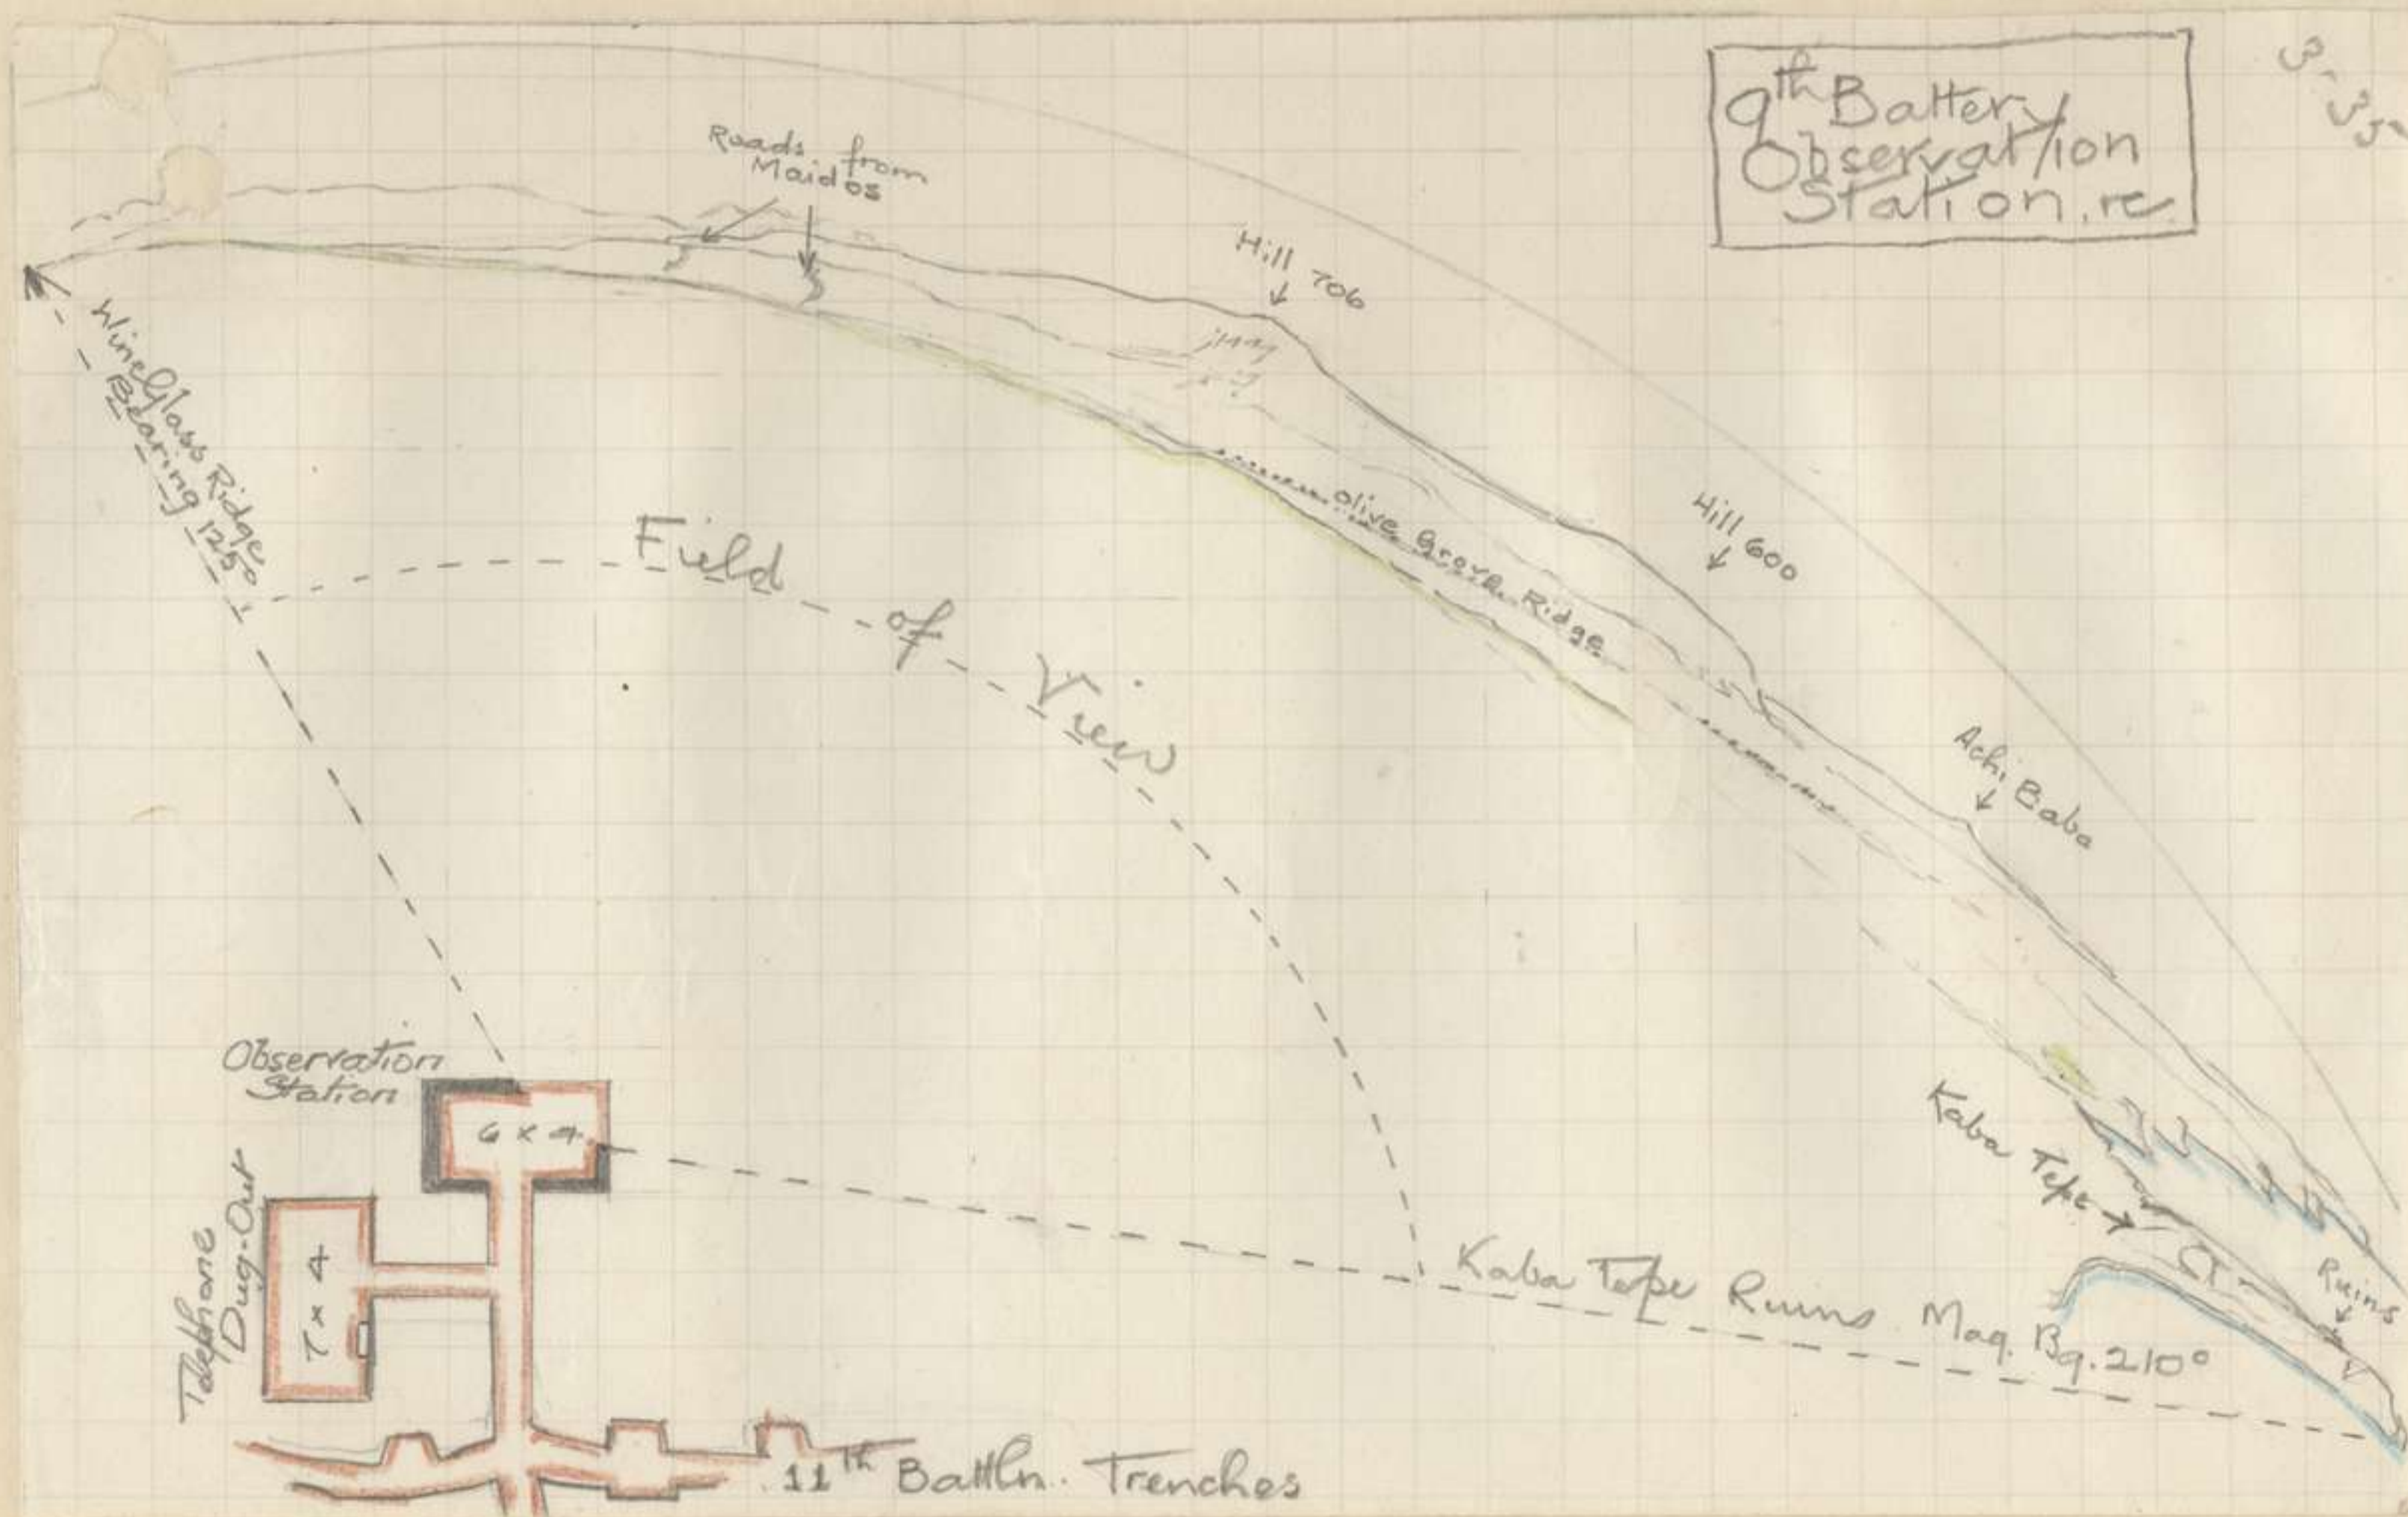 9th Battery
Observation
Station, rc
Roads from
Maidos
Hill 706
Hill 600
Wineglass Ridge
Bearing 125°
Field of View
Olive Grove Ridge
Achi Baba
Kaba Tepe
Ruins
Observation
Station
6 x 4
Telephone
Dug-Out
7 x 4
Kaba Tepe Ruins Mag. Bg. 210°
11th Battln. Trenches